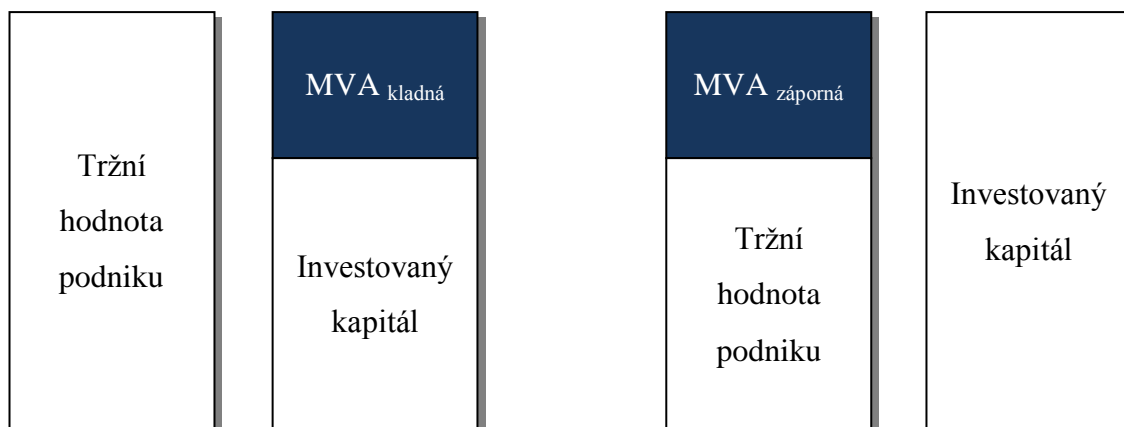 Tržní
hodnota
podniku
MVA kladná
Investovaný
kapitál
MVA záporná
Tržní
hodnota
podniku
Investovaný
kapitál